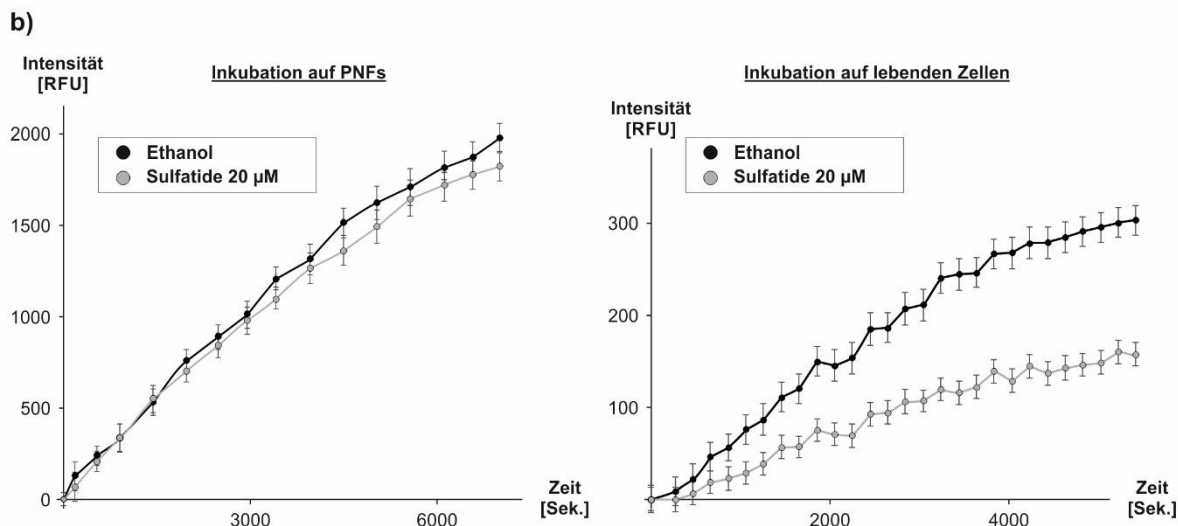 b)
Intensität
[RFU]
Inkubation auf PNFs
2000
1500
1000
500
0
Ethanol
Sulfatide 20 µM
3000
6000
Zeit
[Sek.]
Inkubation auf lebenden Zellen
Intensität
[RFU]
300
200
100
Ethanol
Sulfatide 20 µM
2000
4000
Zeit
[Sek.]